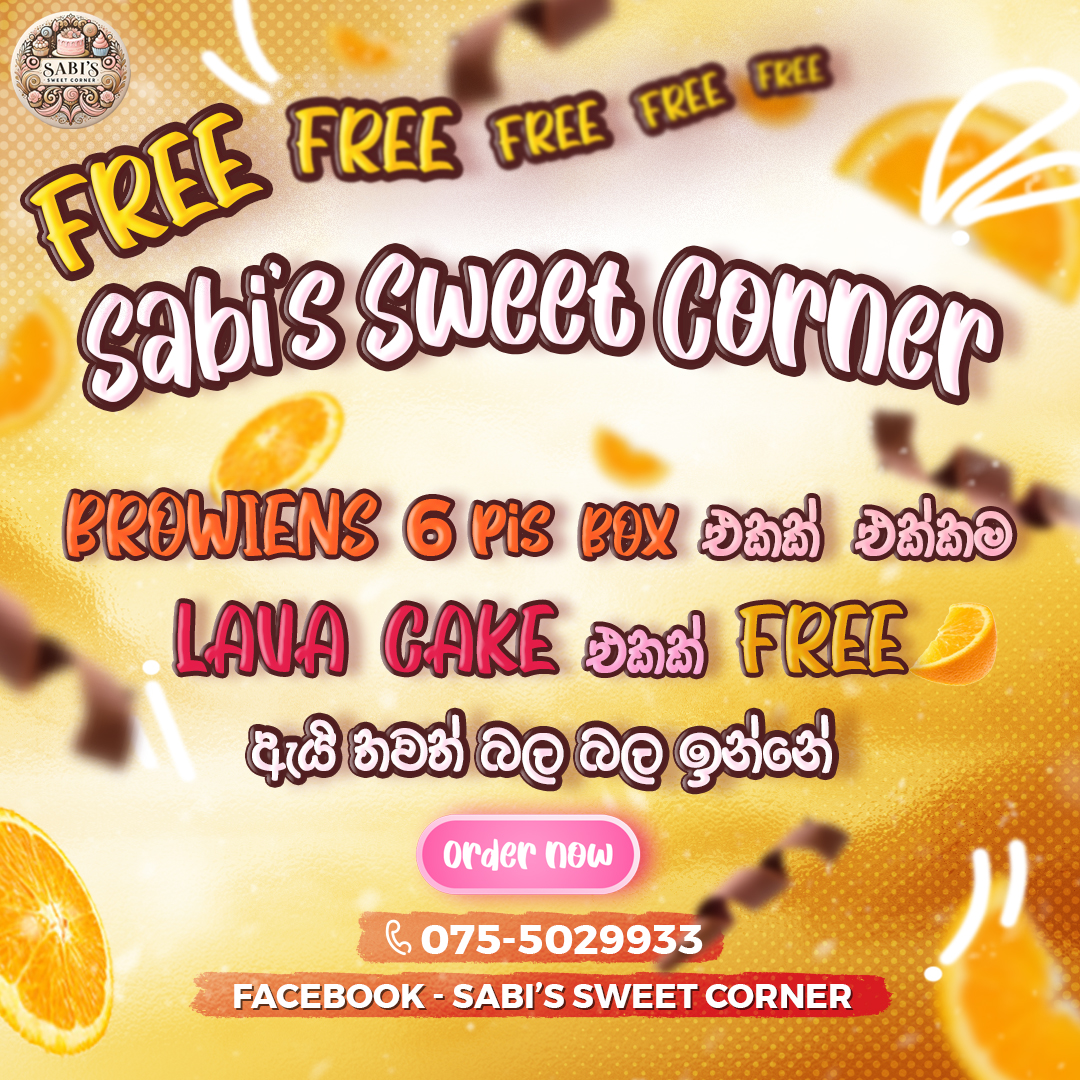 SABI'S
SWEET CORNER
FREE FREE FREE FREE FREE
Sabi's Sweet Corner
BROWIENS 6 Pis BOX එකක් එක්කම
LAVA CAKE එකක් FREE
ඇයි තවත් බල බල ඉන්නේ
Order now
075-5029933
FACEBOOK - SABI'S SWEET CORNER